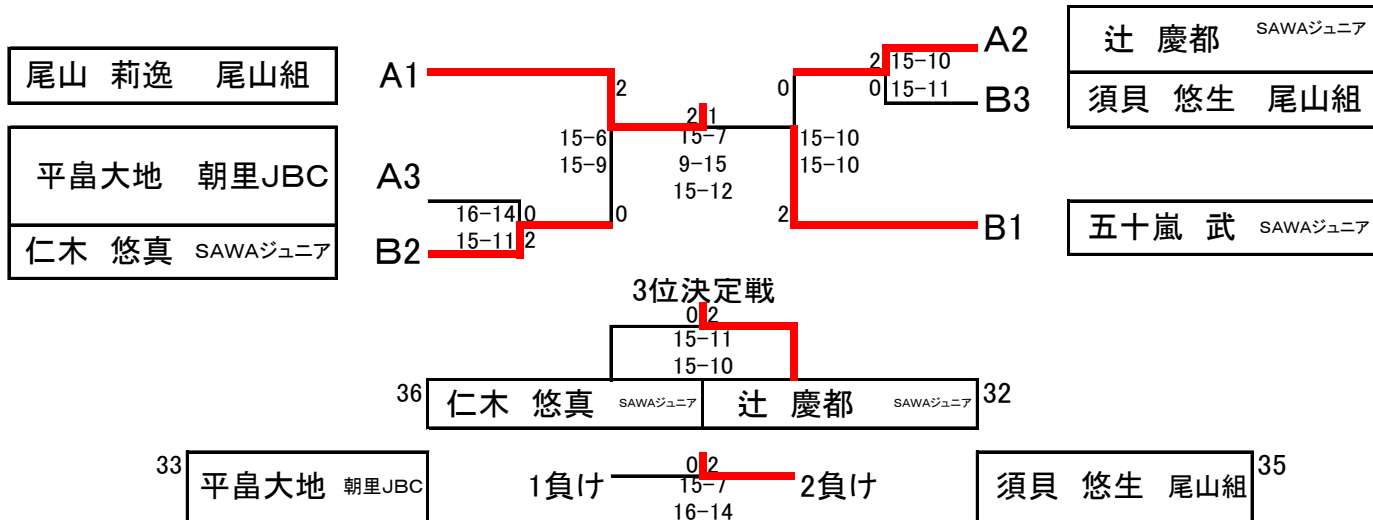 尾山 莉逸 尾山組
A1
2
15-6
15-9
平畠大地 朝里JBC
A3
16-14 0
15-11 2
0
仁木 悠真 SAWAジュニア
B2
2 1
15-7
9-15
15-12
A2
辻 慶都 SAWAジュニア
2 15-10
0 15-11
B3
須貝 悠生 尾山組
0
15-10
15-10
2
B1
五十嵐 武 SAWAジュニア
3位決定戦
0 2
15-11
15-10
36 仁木 悠真 SAWAジュニア 辻 慶都 SAWAジュニア 32
33 平畠大地 朝里JBC
1負け
0 2
15-7
16-14
2負け
須貝 悠生 尾山組 35